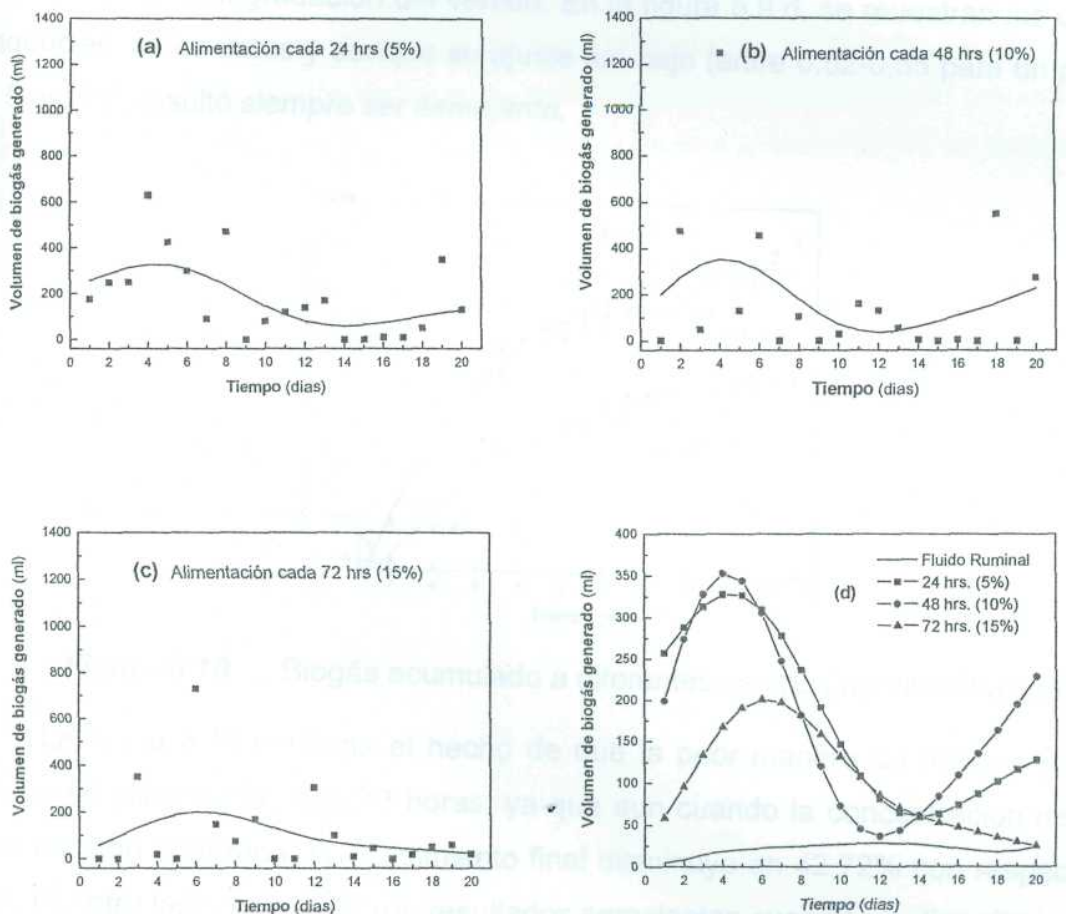 (a) Alimentación cada 24 hrs (5%)
Volumen de biogás generado (ml)
1400
1200
1000
800
600
400
200
0
0 2 4 6 8 10 12 14 16 18 20
Tiempo (dias)
(b) Alimentación cada 48 hrs (10%)
Volumen de biogás generado (ml)
1400
1200
1000
800
600
400
200
0
0 2 4 6 8 10 12 14 16 18 20
Tiempo (dias)
(c) Alimentación cada 72 hrs (15%)
Volumen de biogás generado (ml)
1400
1200
1000
800
600
400
200
0
0 2 4 6 8 10 12 14 16 18 20
Tiempo (dias)
(d)
Fluido Ruminal
24 hrs. (5%)
48 hrs. (10%)
72 hrs. (15%)
Volumen de biogás generado (ml)
400
350
300
250
200
150
100
50
0
0 2 4 6 8 10 12 14 16 18 20
Tiempo (dias)